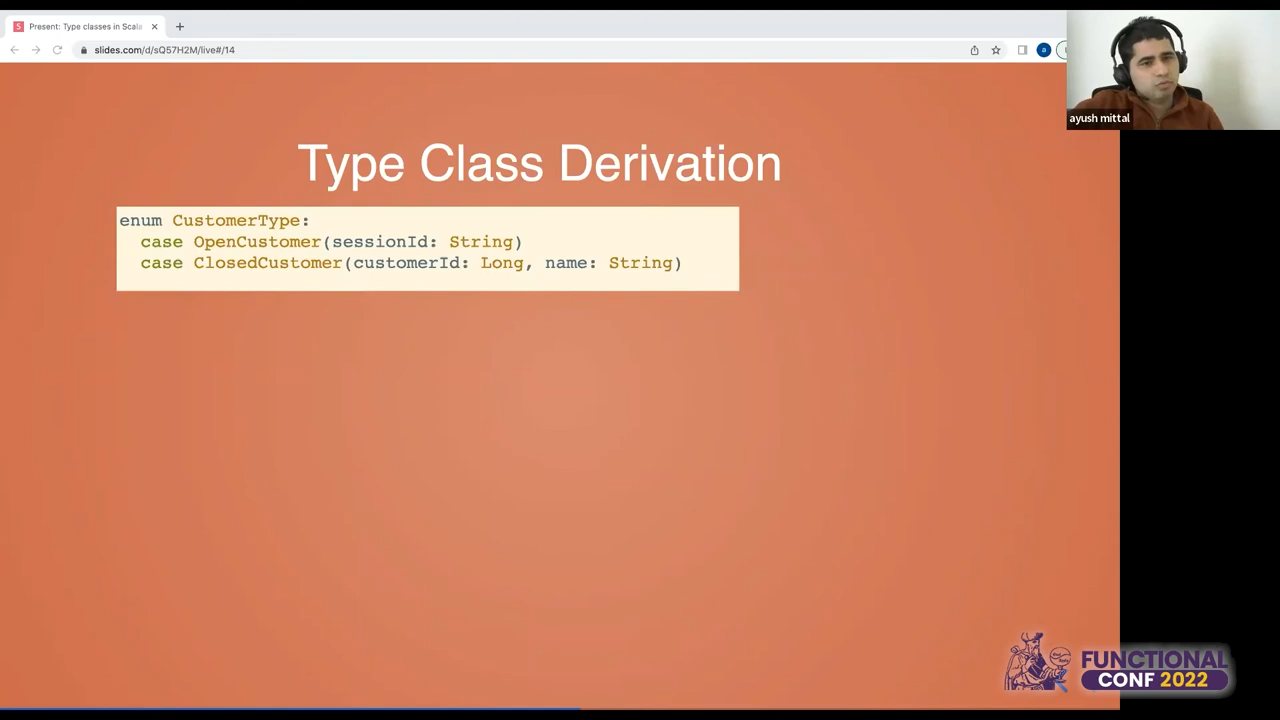 Present: Type classes in Scala
slides.com/d/sQ57H2M/live#/14
a
ayush mittal
Type Class Derivation
enum CustomerType:
case OpenCustomer(sessionId: String)
case ClosedCustomer(customerId: Long, name: String)
FUNCTIONAL
CONF 2022